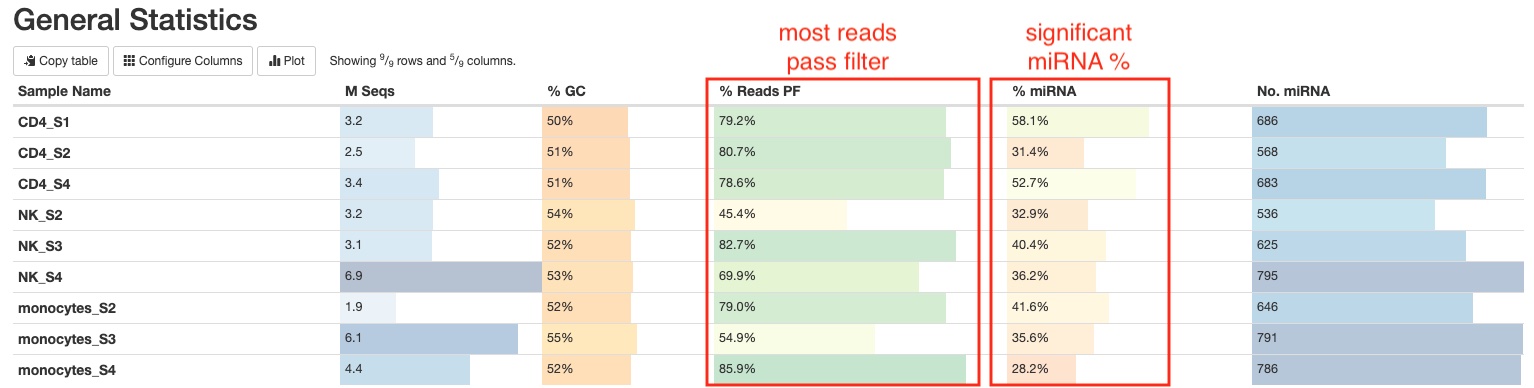 General Statistics
most reads
pass filter
significant
miRNA %
Copy table Configure Columns Plot Showing 9/9 rows and 5/9 columns.
Sample Name M Seqs % GC % Reads PF % miRNA No. miRNA
CD4_S1 3.2 50% 79.2% 58.1% 686
CD4_S2 2.5 51% 80.7% 31.4% 568
CD4_S4 3.4 51% 78.6% 52.7% 683
NK_S2 3.2 54% 45.4% 32.9% 536
NK_S3 3.1 52% 82.7% 40.4% 625
NK_S4 6.9 53% 69.9% 36.2% 795
monocytes_S2 1.9 52% 79.0% 41.6% 646
monocytes_S3 6.1 55% 54.9% 35.6% 791
monocytes_S4 4.4 52% 85.9% 28.2% 786